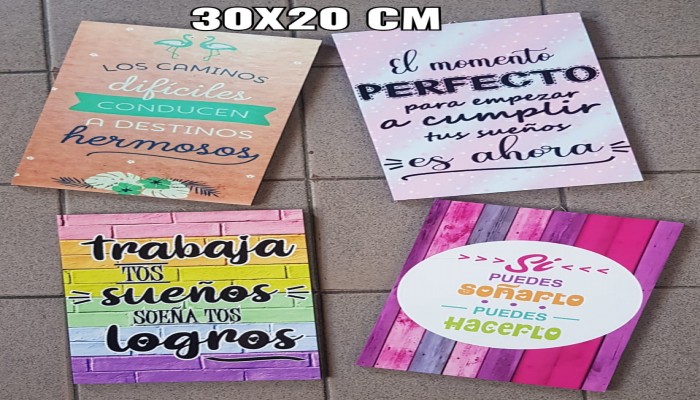 30X20 CM
LOS CAMINOS
difíciles
CONDUCEN
A DESTINOS
hermosos
El momento
PERFECTO
para empezar
a cumplir
tus sueños
es ahora
trabaja
TOS
sueños
SOEÑA TOS
logros
>>> Si <<<
PUEDES
SOÑARLO
PUEDES
HACERLO